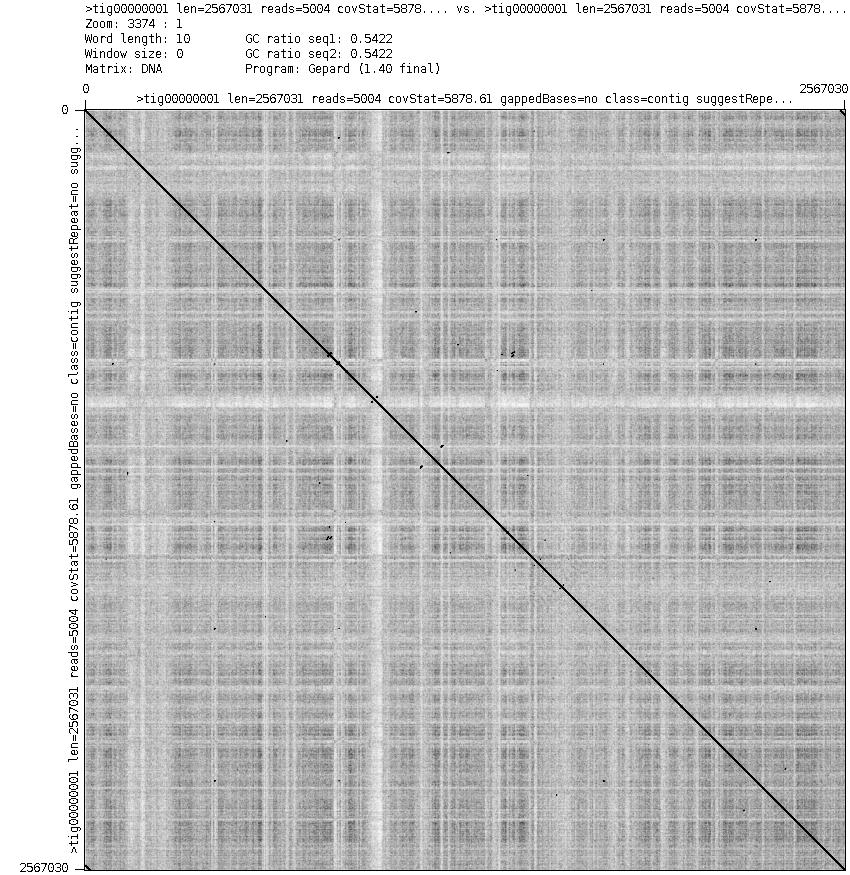 >tig00000001 len=2567031 reads=5004 covStat=5878.... vs. >tig00000001 len=2567031 reads=5004 covStat=5878....
Zoom: 3374 : 1
Word length: 10 GC ratio seq1: 0.5422
Window size: 0 GC ratio seq2: 0.5422
Matrix: DNA Program: Gepard (1.40 final)
0 2567030
>tig00000001 len=2567031 reads=5004 covStat=5878.61 gappedBases=no class=contig suggestRepe...
0
>tig00000001 len=2567031 reads=5004 covStat=5878.61 gappedBases=no class=contig suggestRepeat=no sugg...
2567030